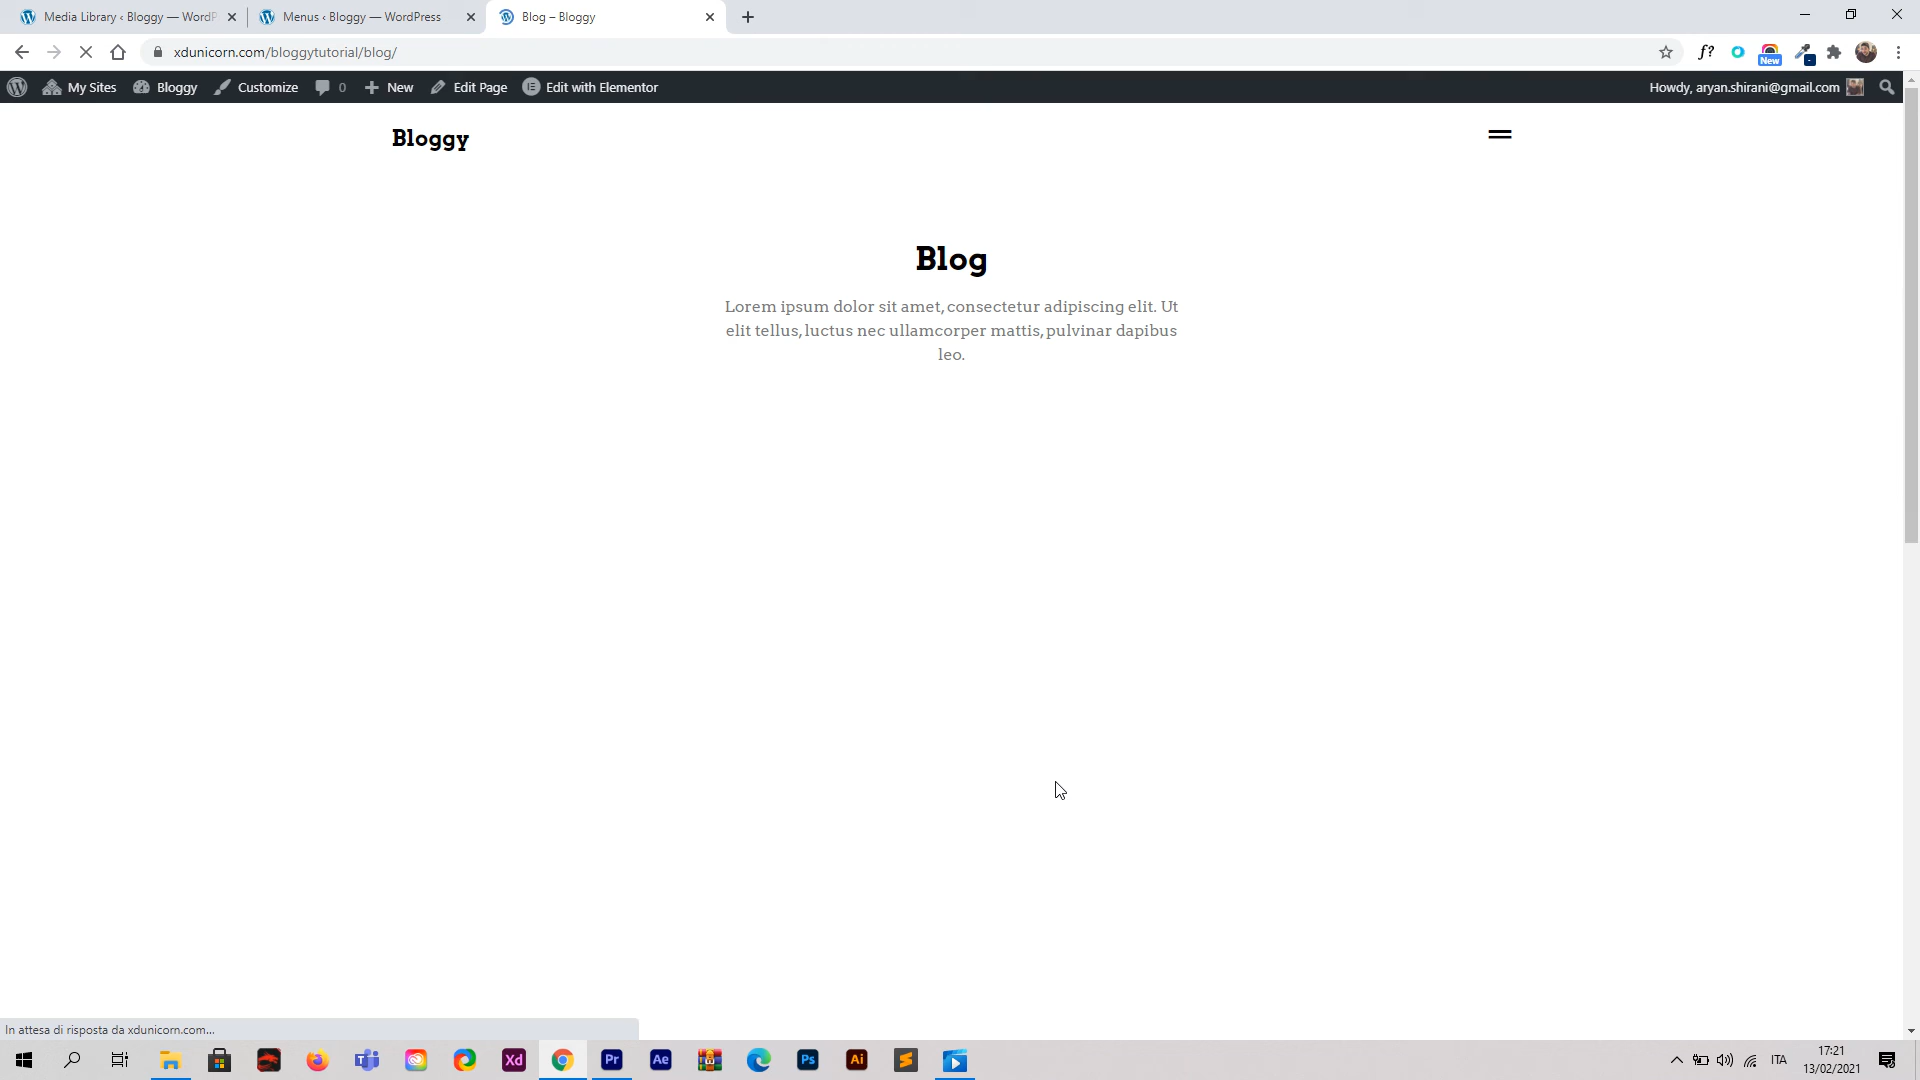 Media Library ‹ Bloggy — WordP
Menus ‹ Bloggy — WordPress
Blog – Bloggy
xdunicorn.com/bloggytutorial/blog/
f?
New
My Sites
Bloggy
Customize
0
New
Edit Page
Edit with Elementor
Howdy, aryan.shirani@gmail.com
Bloggy
Blog
Lorem ipsum dolor sit amet, consectetur adipiscing elit. Ut
elit tellus, luctus nec ullamcorper mattis, pulvinar dapibus
leo.
In attesa di risposta da xdunicorn.com...
Xd
Pr
Ae
Ps
Ai
ITA
17:21
13/02/2021